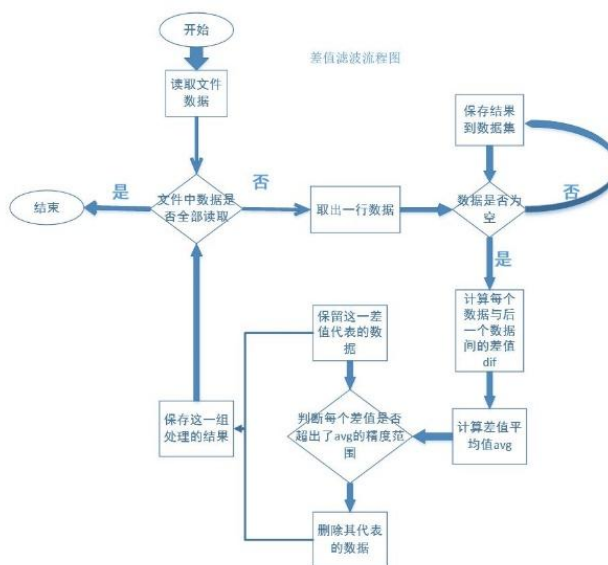 开始
差值滤波流程图
读取文件
数据
保存结果
到数据集
是
否
否
文件中数据是
否全部读取
结束
取出一行数据
数据是否为
空
是
保留这一差
值代表的数
据
计算每个
数据与后
一个数据
间的差值
dif
保存这一组
处理的结果
判断每个差值是否
超出了avg的精度范
围
计算差值平
均值avg
删除其代表
的数据